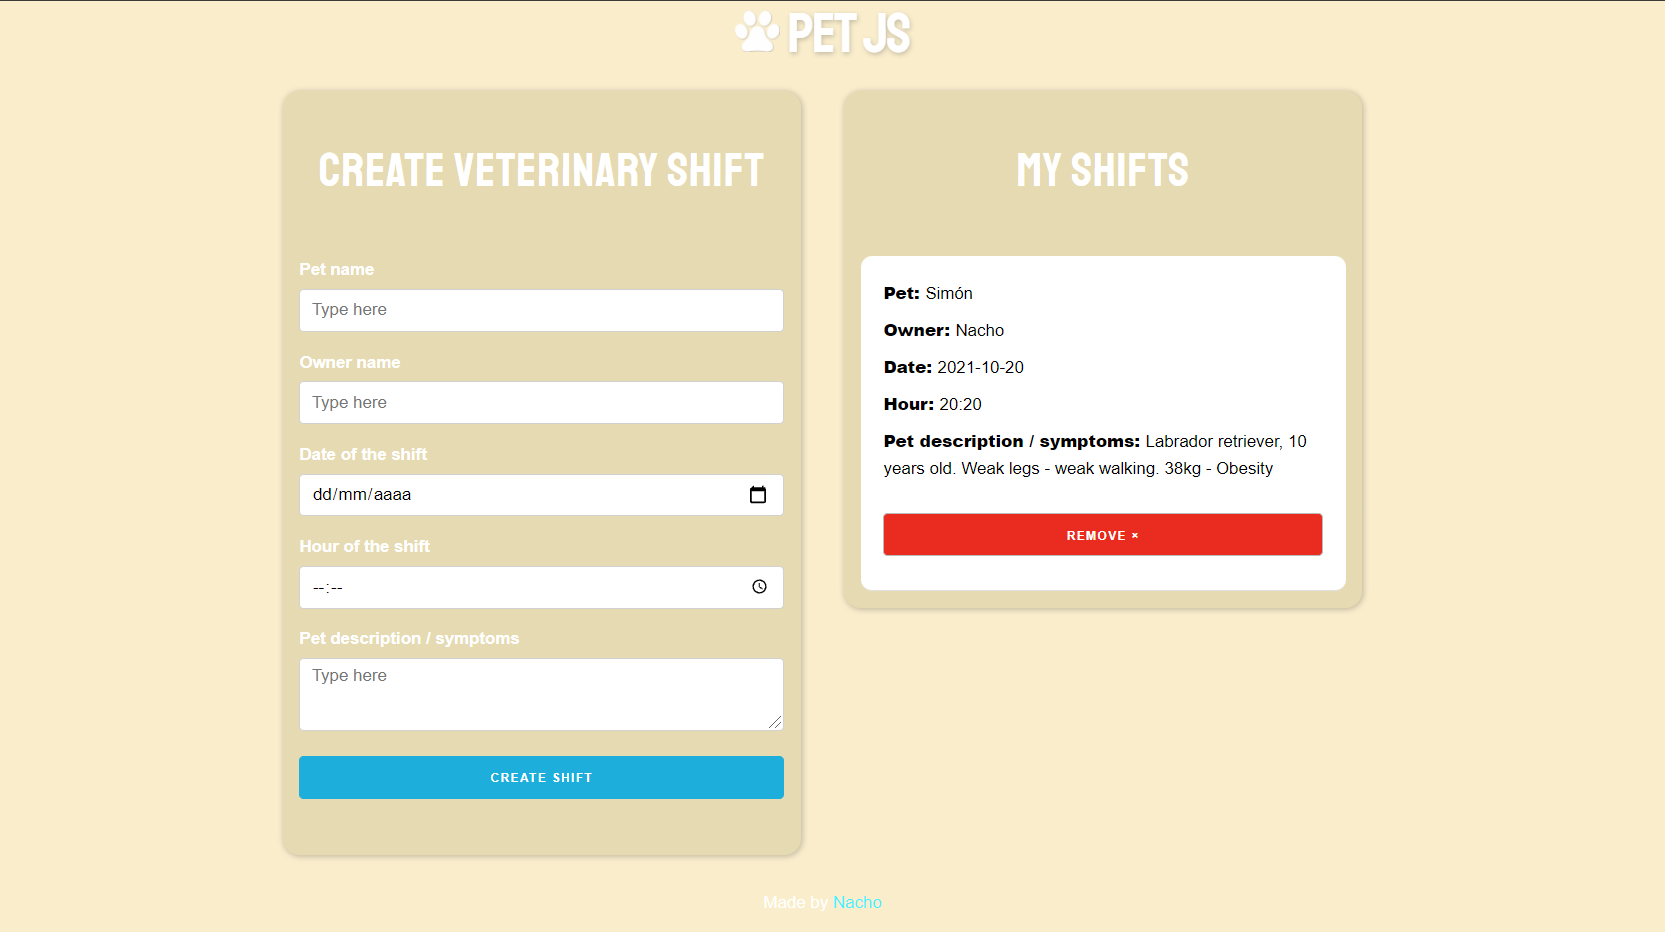 PET JS
CREATE VETERINARY SHIFT
Pet name
Type here
Owner name
Type here
Date of the shift
dd/mm/aaaa
Hour of the shift
--:--
Pet description / symptoms
Type here
CREATE SHIFT
MY SHIFTS
Pet: Simón
Owner: Nacho
Date: 2021-10-20
Hour: 20:20
Pet description / symptoms: Labrador retriever, 10
years old. Weak legs - weak walking. 38kg - Obesity
REMOVE ×
Made by Nacho